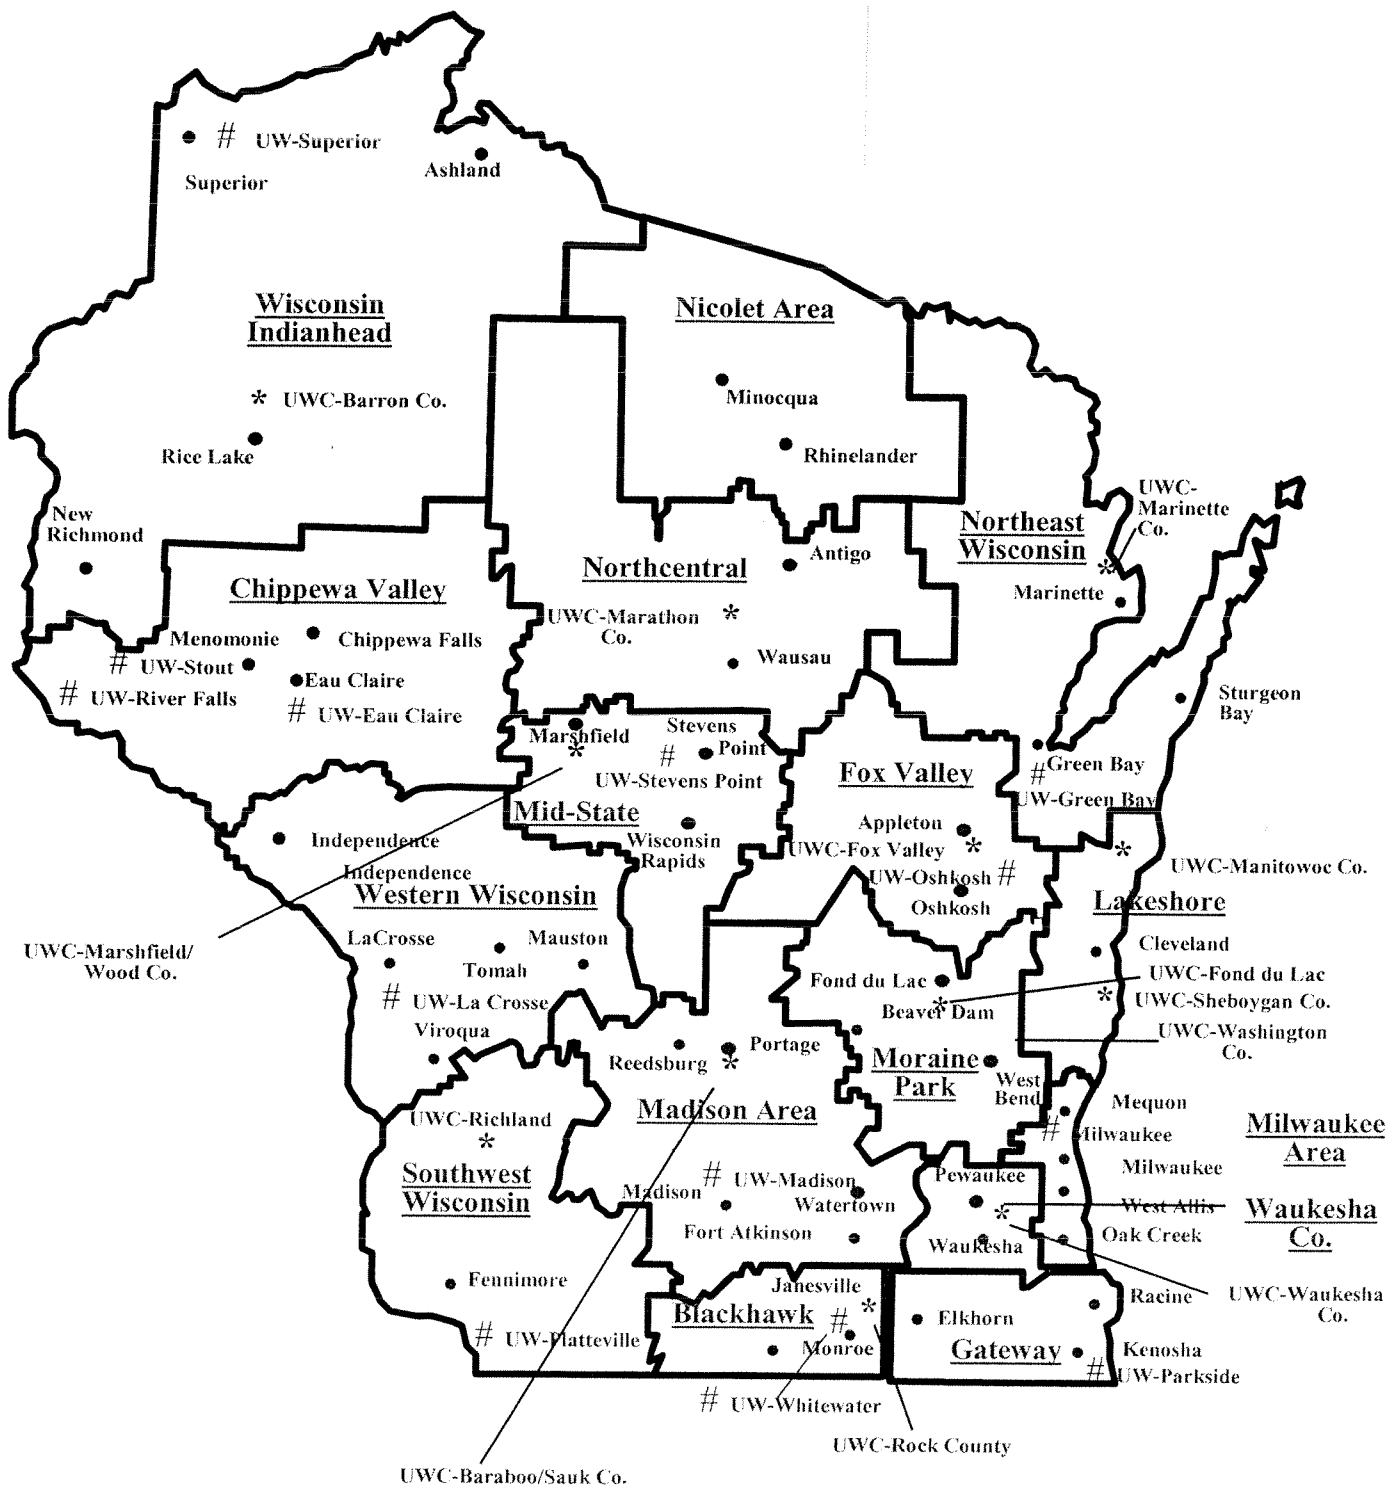 # UW-Superior
Superior
Ashland
Wisconsin
Indianhead
Nicolet Area
* UWC-Barron Co.
Minocqua
Rice Lake
Rhinelander
New
Richmond
UWC-
Marinette
Co.
*
Northeast
Wisconsin
Marinette
Antigo
Northcentral
Chippewa Valley
UWC-Marathon
Co.
*
Menomonie
Chippewa Falls
# UW-Stout
Wausau
Eau Claire
# UW-River Falls
# UW-Eau Claire
Sturgeon
Bay
Marshfield
*
Stevens
Point
#
UW-Stevens Point
Fox Valley
Green Bay
#
UW-Green Bay
Mid-State
Wisconsin
Rapids
Appleton
UWC-Fox Valley *
Independence
Independence
UW-Oshkosh #
Oshkosh
*
UWC-Manitowoc Co.
Western Wisconsin
Lakeshore
UWC-Marshfield/
Wood Co.
LaCrosse
Mauston
Tomah
Cleveland
Fond du Lac
UWC-Fond du Lac
# UW-La Crosse
*
Beaver Dam
* UWC-Sheboygan Co.
Viroqua
UWC-Washington
Co.
Reedsburg
Portage
*
Moraine
Park
West
Bend
UWC-Richland
*
Madison Area
Mequon
# Milwaukee
Milwaukee
Area
Southwest
Wisconsin
Milwaukee
Pewaukee
# UW-Madison
Madison
Watertown
West Allis
*
Waukesha
Co.
Fort Atkinson
Waukesha
Oak Creek
Fennimore
Janesville
*
Racine
UWC-Waukesha
Co.
Blackhawk
#
Elkhorn
# UW-Platteville
Monroe
Gateway
Kenosha
# UW-Parkside
# UW-Whitewater
UWC-Rock County
UWC-Baraboo/Sauk Co.